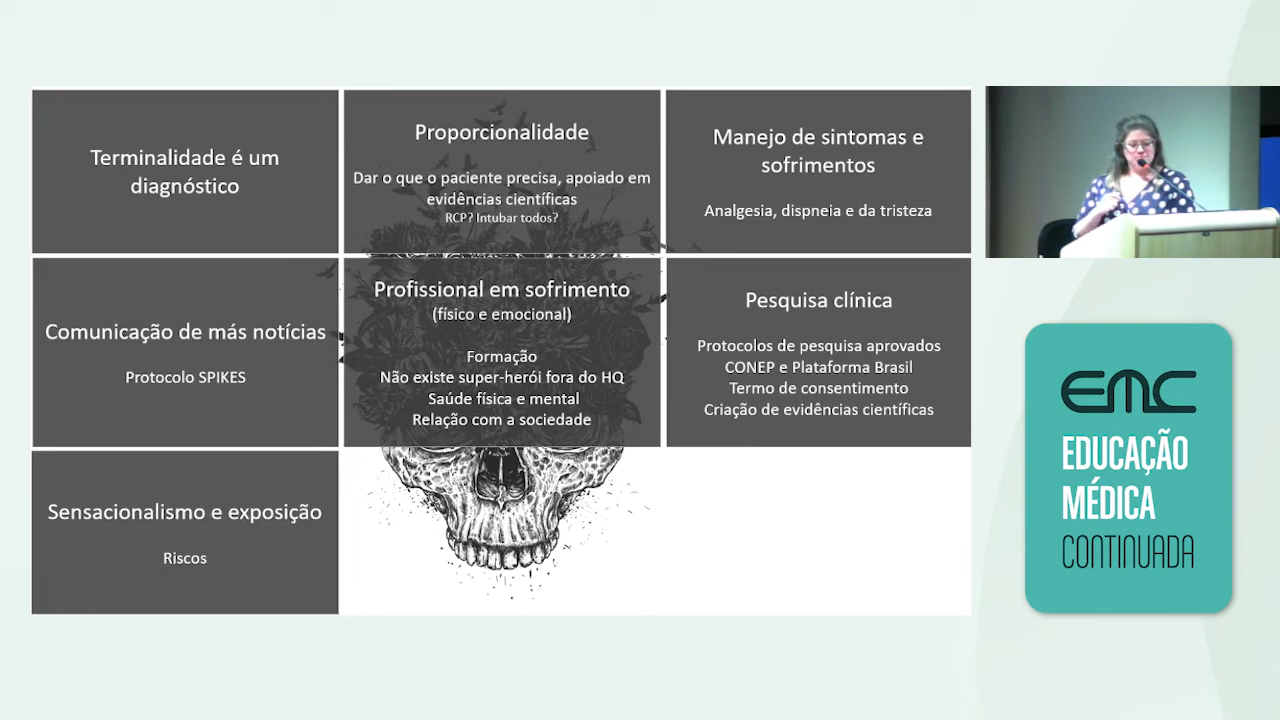 Terminalidade é um
diagnóstico
Proporcionalidade
Dar o que o paciente precisa, apoiado em
evidências científicas
RCP? Intubar todos?
Manejo de sintomas e
sofrimentos
Analgesia, dispneia e da tristeza
Comunicação de más notícias
Protocolo SPIKES
Profissional em sofrimento
(físico e emocional)
Formação
Não existe super-herói fora do HQ
Saúde física e mental
Relação com a sociedade
Pesquisa clínica
Protocolos de pesquisa aprovados
CONEP e Plataforma Brasil
Termo de consentimento
Criação de evidências científicas
Sensacionalismo e exposição
Riscos
EMC
EDUCAÇÃO
MÉDICA
CONTINUADA